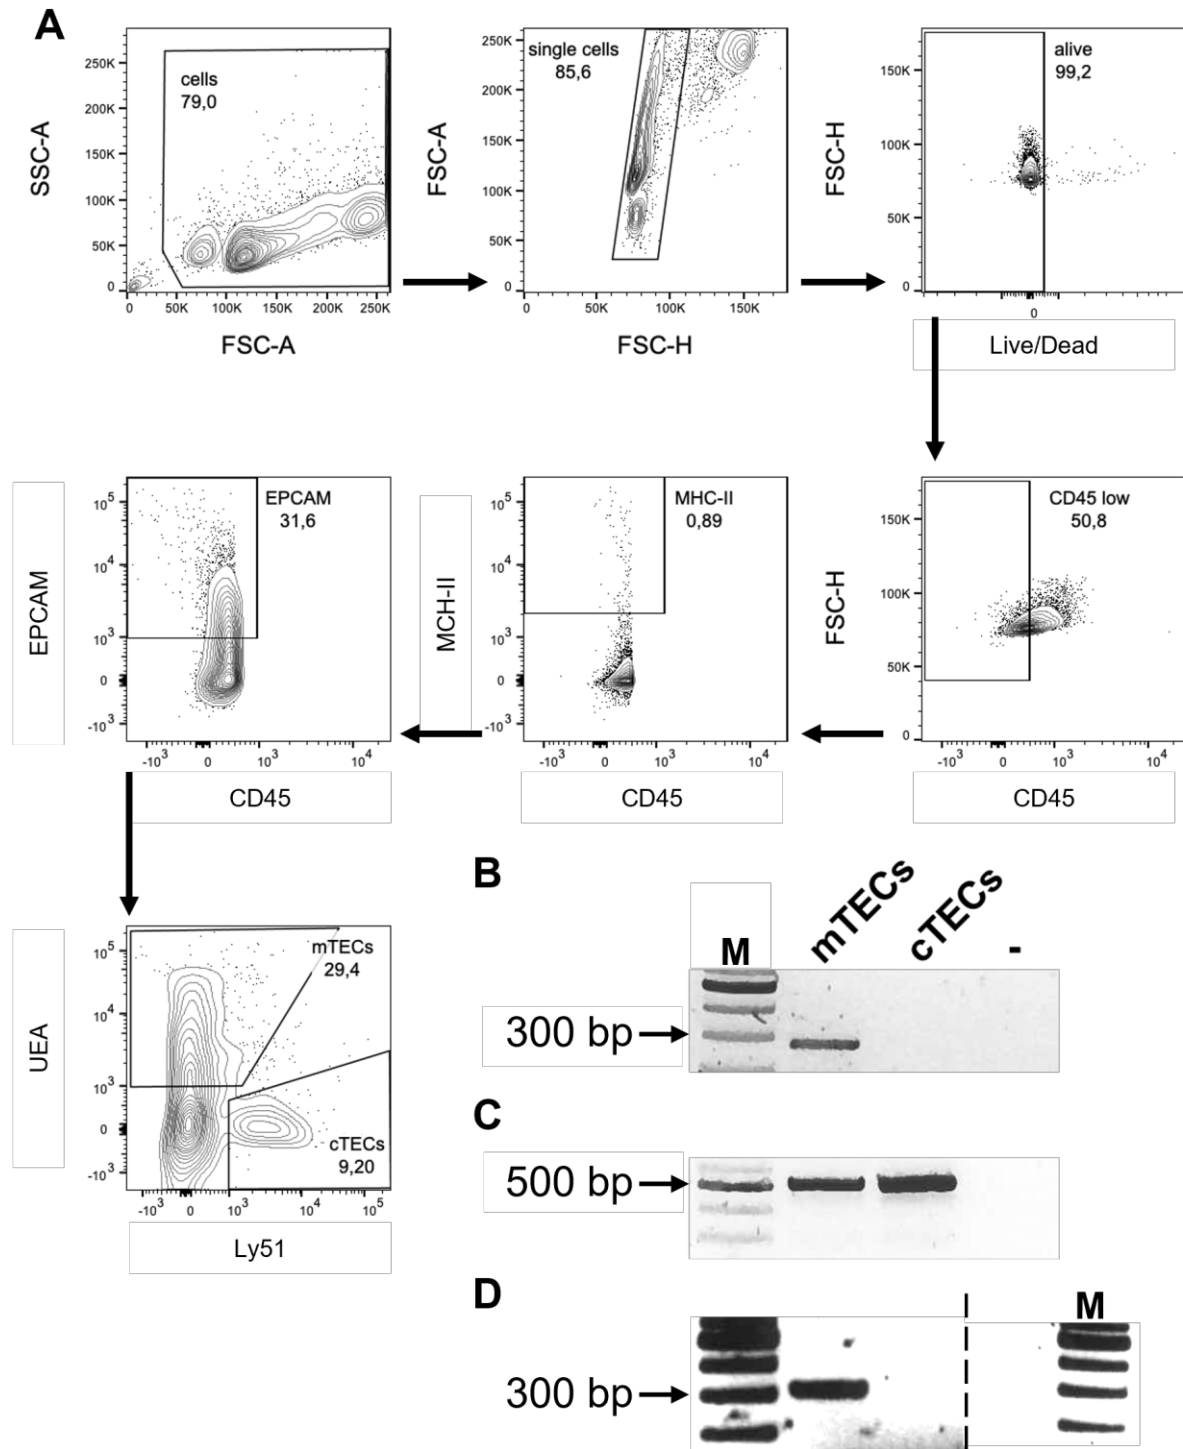 A
SSC-A
250K
200K
150K
100K
50K
0
cells
79,0
0 50K 100K 150K 200K 250K
FSC-A
FSC-A
250K
200K
150K
100K
50K
0
single cells
85,6
0 50K 100K 150K
FSC-H
FSC-H
150K
100K
50K
0
alive
99,2
0
Live/Dead
EPCAM
10^5
10^4
10^3
0
-10^3
EPCAM
31,6
-10^3 0 10^3 10^4
CD45
MCH-II
10^5
10^4
10^3
0
-10^3
MHC-II
0,89
-10^3 0 10^3 10^4
CD45
FSC-H
150K
100K
50K
0
CD45 low
50,8
-10^3 0 10^3 10^4
CD45
UEA
10^5
10^4
10^3
0
-10^3
mTECs
29,4
cTECs
9,20
-10^3 0 10^3 10^4 10^5
Ly51
B
M mTECs cTECs -
300 bp
C
500 bp
D
M
300 bp